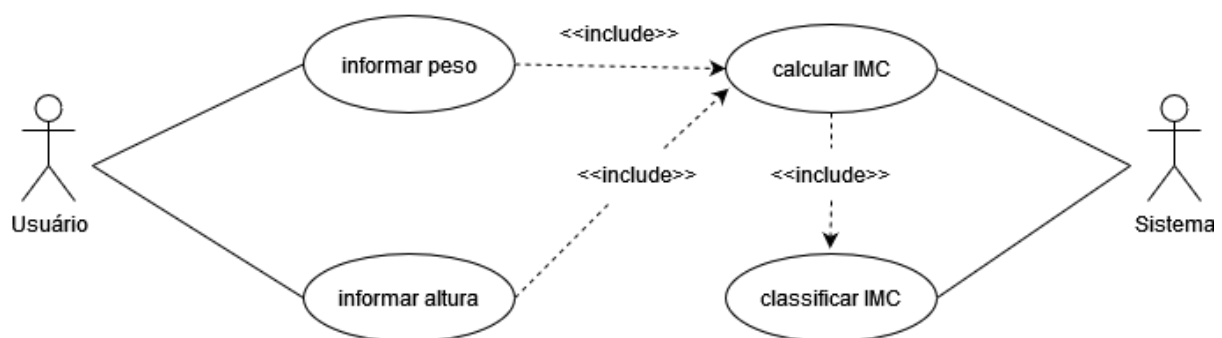 <<include>>
informar peso
calcular IMC
<<include>>
<<include>>
Usuário
Sistema
informar altura
classificar IMC